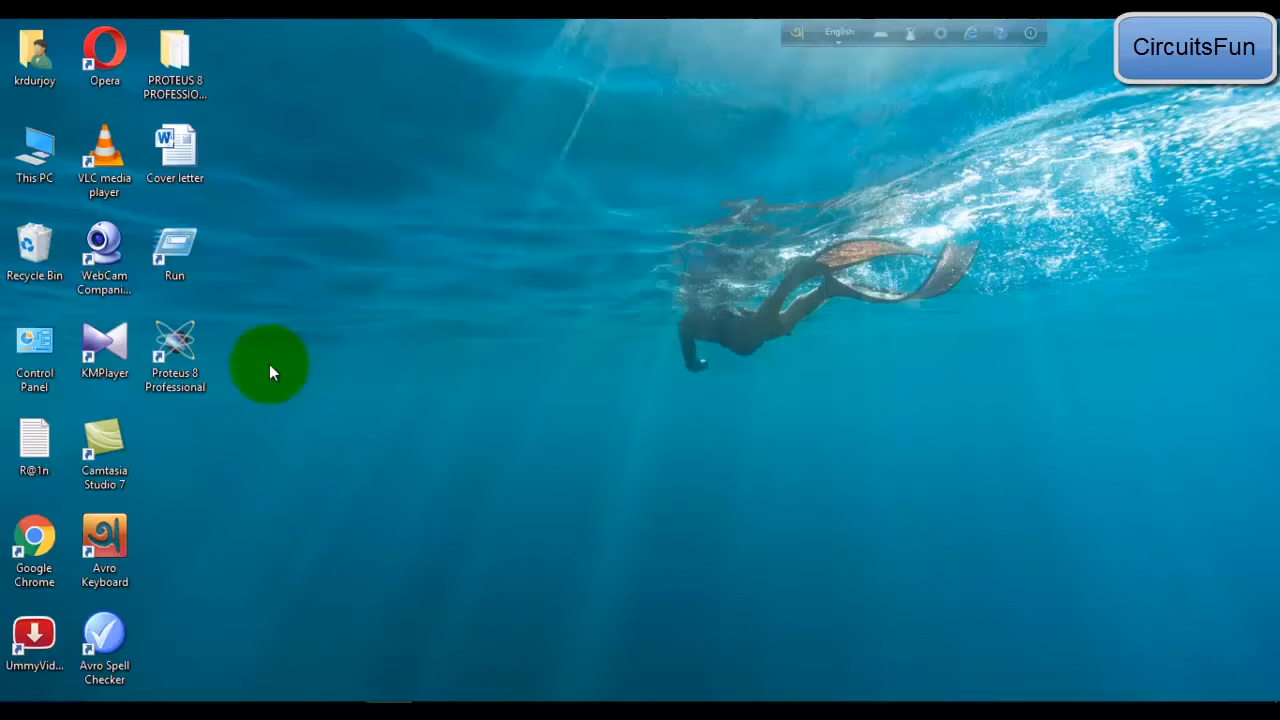 CircuitsFun
English
krdurjoy
Opera
PROTEUS 8
PROFESSIO...
This PC
VLC media
player
Cover letter
Recycle Bin
WebCam
Compani...
Run
Control
Panel
KMPlayer
Proteus 8
Professional
R@1n
Camtasia
Studio 7
Google
Chrome
Avro
Keyboard
UmmyVid...
Avro Spell
Checker